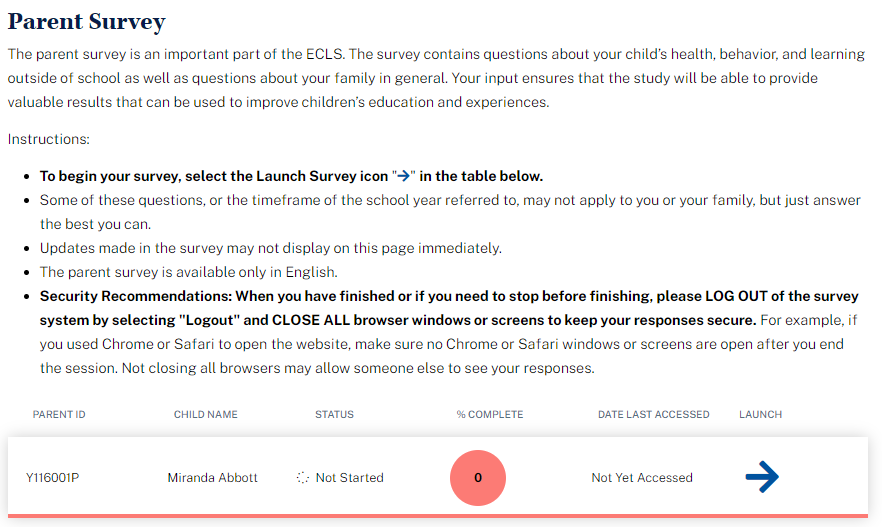 Parent Survey
The parent survey is an important part of the ECLS. The survey contains questions about your child’s health, behavior, and learning
outside of school as well as questions about your family in general. Your input ensures that the study will be able to provide
valuable results that can be used to improve children’s education and experiences.
Instructions:
• To begin your survey, select the Launch Survey icon "→" in the table below.
• Some of these questions, or the timeframe of the school year referred to, may not apply to you or your family, but just answer
the best you can.
• Updates made in the survey may not display on this page immediately.
• The parent survey is available only in English.
• Security Recommendations: When you have finished or if you need to stop before finishing, please LOG OUT of the survey
system by selecting "Logout" and CLOSE ALL browser windows or screens to keep your responses secure. For example, if
you used Chrome or Safari to open the website, make sure no Chrome or Safari windows or screens are open after you end
the session. Not closing all browsers may allow someone else to see your responses.
PARENT ID CHILD NAME STATUS % COMPLETE DATE LAST ACCESSED LAUNCH
Y116001P Miranda Abbott Not Started 0 Not Yet Accessed →